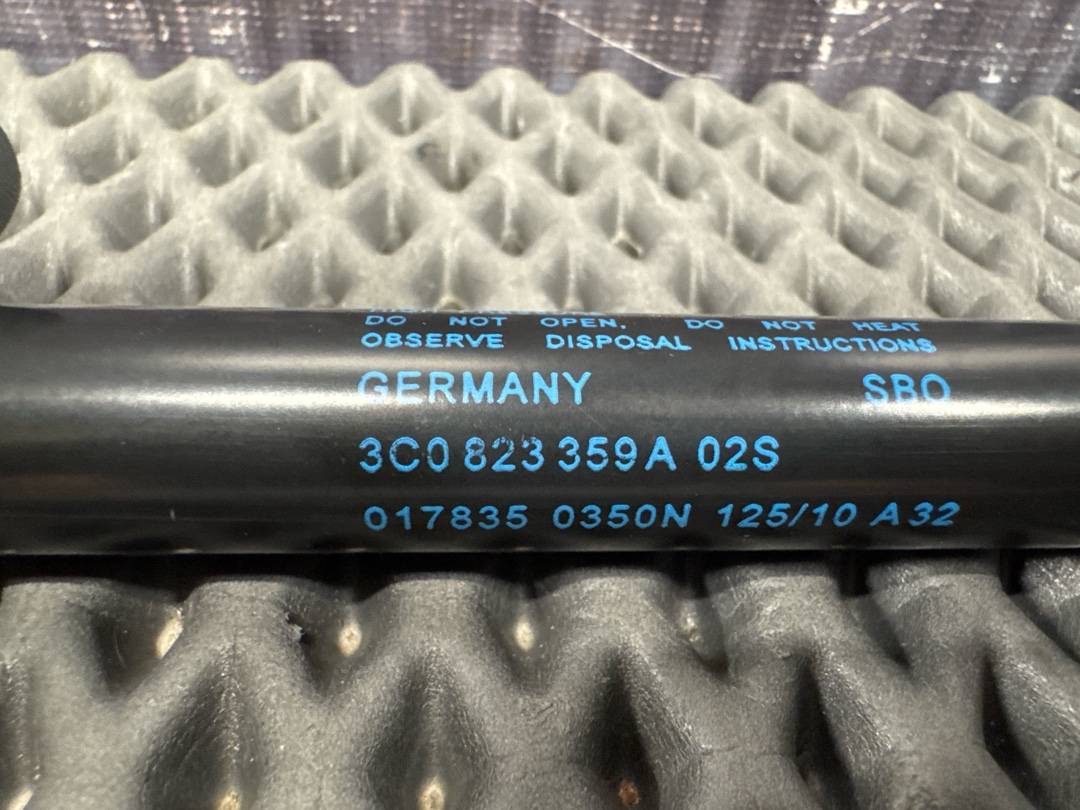 DO NOT OPEN. DO NOT HEAT
OBSERVE DISPOSAL INSTRUCTIONS
GERMANY SBO
3C0 823 359A 02S
017835 0350N 125/10 A32